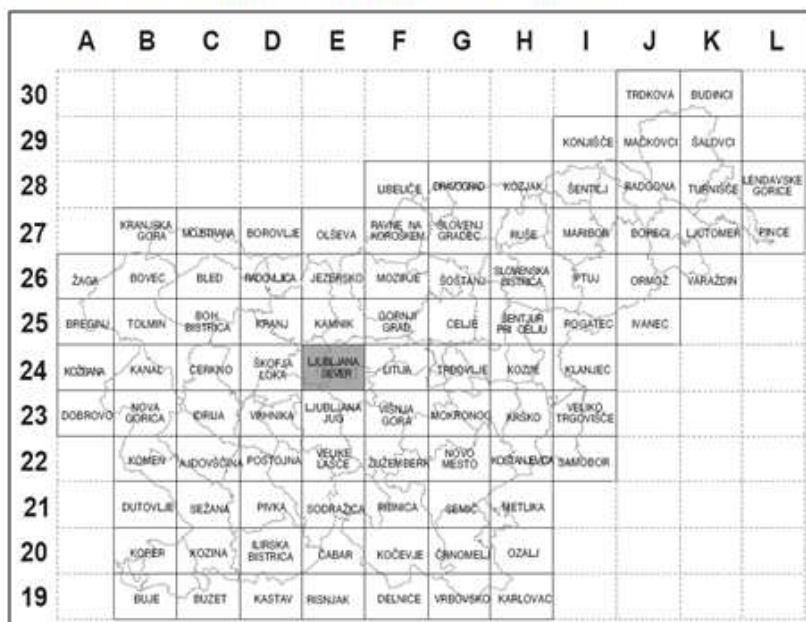 A B C D E F G H I J K L
30 TRDKOVA BUDINCI
29 KONJIŠČE MAČKOVCI ŠALOVCI
28 LIBELIČE DRAVOGRAD KOZJAK ŠENTILJ RADGONA TURNIŠČE LENDAVSKE GORICE
27 KRANJSKA GORA MOJSTRANA BOROVLJE OLŠEVA RAVNE NA KOROŠKEM SLOVENJ GRADEC RUŠE MARIBOR BORECI LJUTOMER PINCE
26 ŽAGA BOVEC BLED RADOVLJICA JEZERSKO MOZIRJE ŠOŠTANJ SLOVENSKA BISTRICA PTUJ ORMOŽ VARAŽDIN
25 BREGINJ TOLMIN BOH. BISTRICA KRANJ KAMNIK GORNJI GRAD CELJE ŠENTJUR PRI CELJU ROGATEC IVANEC
24 KOŽBANA KANAL CERKNO ŠKOFJA LOKA LJUBLJANA SEVER LITIJA TRBOVLJE KOZJE KLANJEC
23 DOBROVO NOVA GORICA IDRIJA VRHNIKA LJUBLJANA JUG VIŠNJA GORA MOKRONOG KRŠKO VELIKO TRGOVIŠČE
22 KOMEN AJDOVŠČINA POSTOJNA VELIKE LAŠČE ŽUŽEMBERK NOVO MESTO KOSTANJEVICA SAMOBOR
21 DUTOVLJE SEŽANA PIVKA SODRAŽICA RIBNICA SEMIČ METLIKA
20 KOPER KOZINA ILIRSKA BISTRICA ČABAR KOČEVJE ČRNOMELJ OZALJ
19 BUJE BUZET KASTAV RISNJAK DELNICE VRBOVSKO KARLOVAC